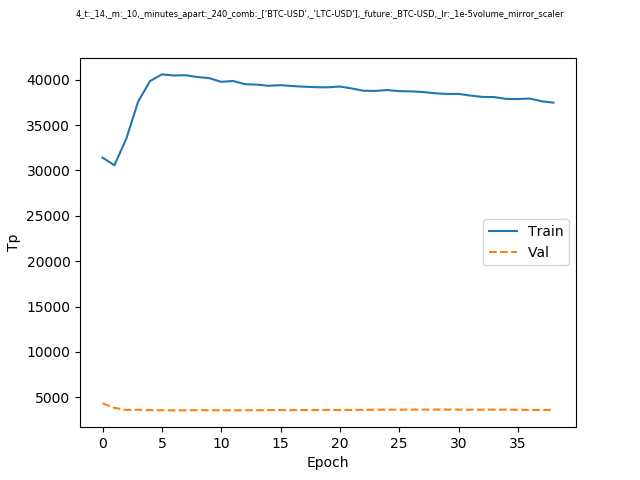 4_t:_14,_m:_10,_minutes_apart:_240_comb:_['BTC-USD',_'LTC-USD'],_future:_BTC-USD,_lr:_1e-5volume_mirror_scaler
40000
35000
30000
25000
20000
15000
10000
5000
Tp
Train
Val
0 5 10 15 20 25 30 35
Epoch